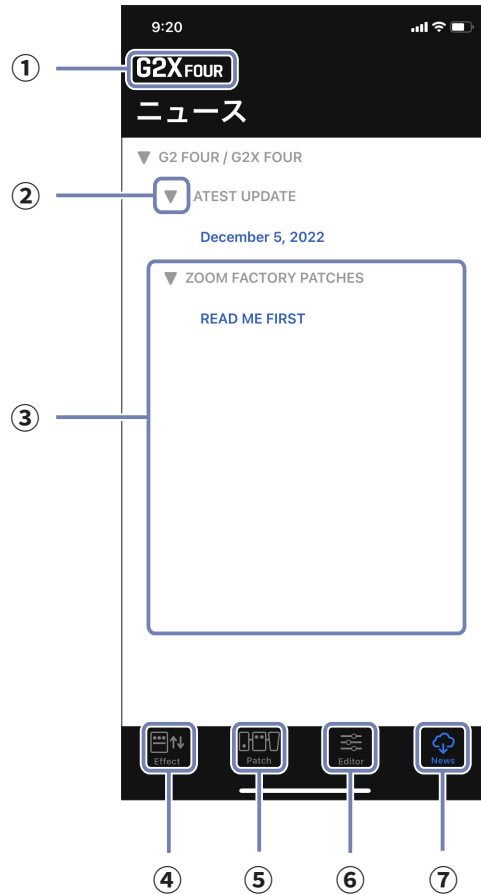 9:20
①
G2X FOUR
ニュース
▼ G2 FOUR / G2X FOUR
②
▼ ATEST UPDATE
December 5, 2022
▼ ZOOM FACTORY PATCHES
READ ME FIRST
③
Effect
Patch
Editor
News
④
⑤
⑥
⑦